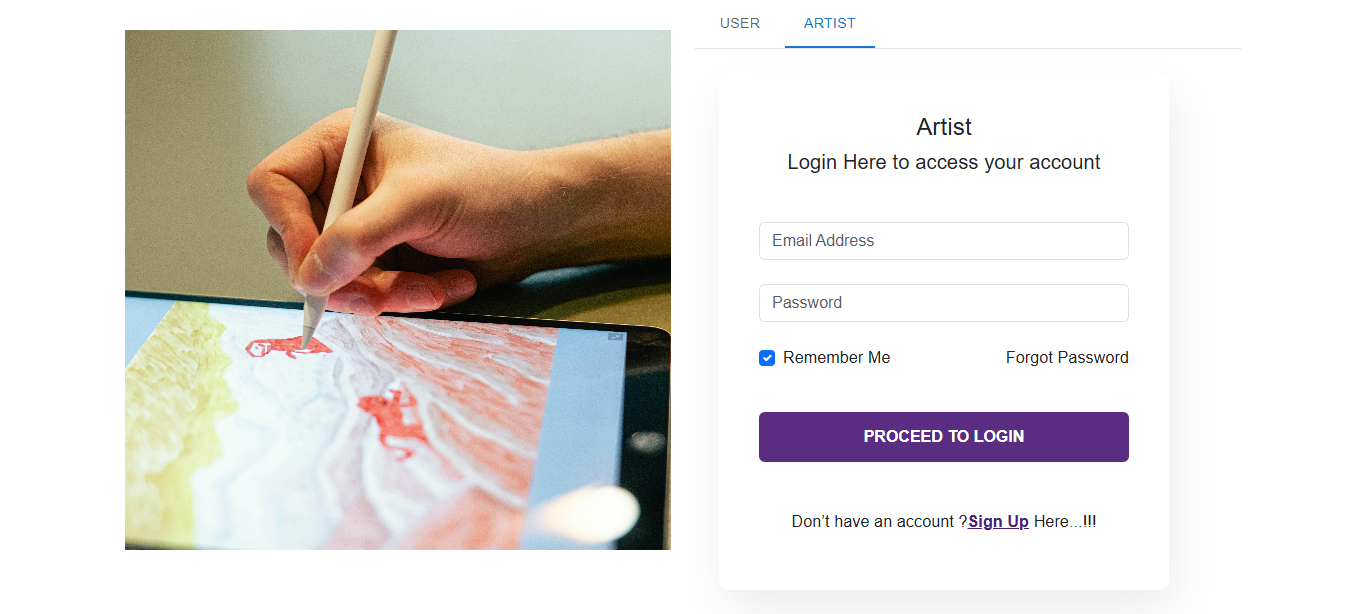 USER ARTIST
Artist
Login Here to access your account
Email Address
Password
Remember Me Forgot Password
PROCEED TO LOGIN
Don’t have an account ?Sign Up Here...!!!